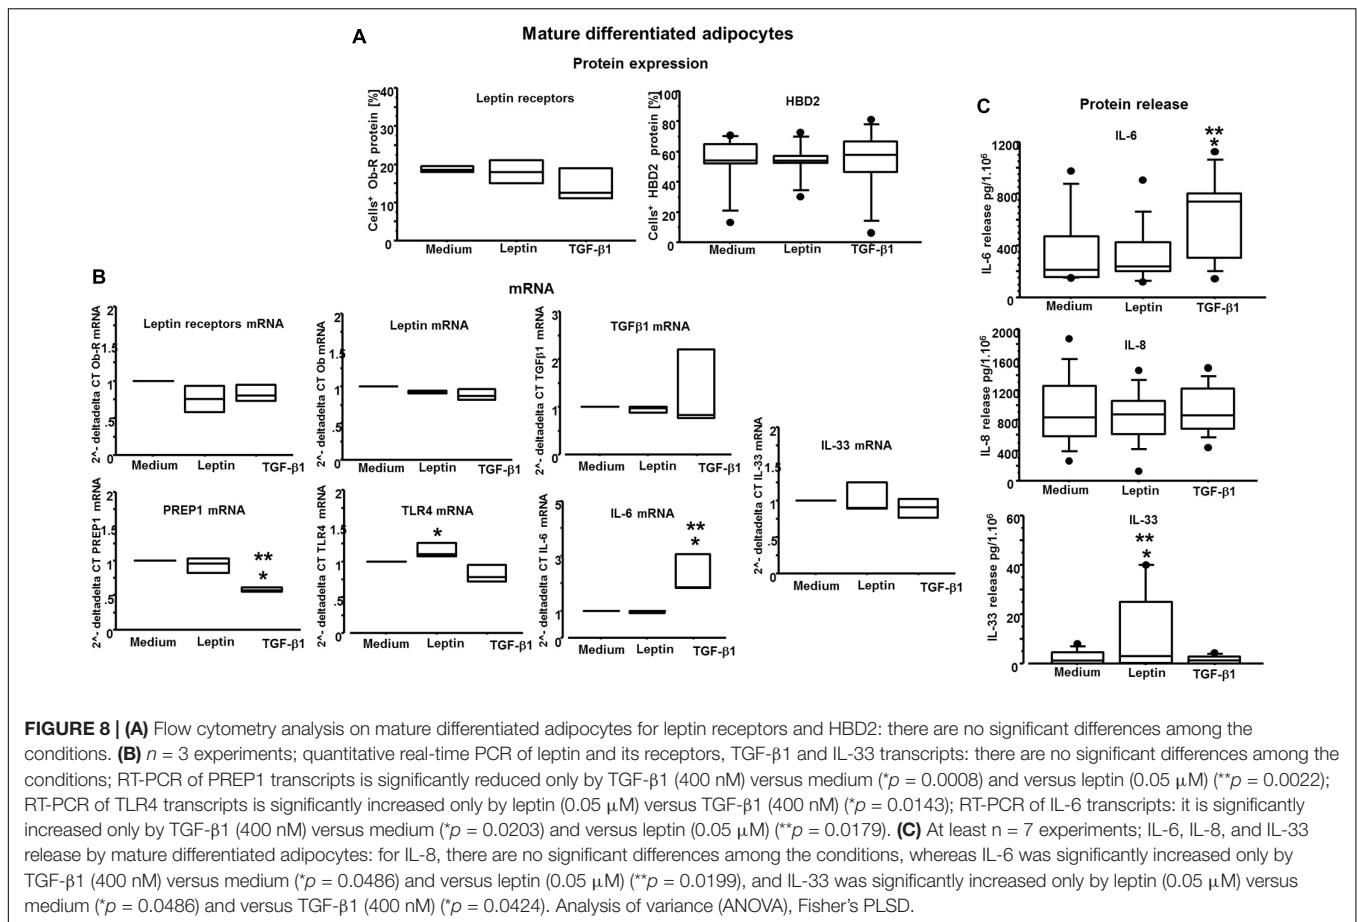 A
Mature differentiated adipocytes
Protein expression
Leptin receptors
Cells⁺ Ob-R protein [%]
40
30
20
10
0
Medium Leptin TGF-β1
HBD2
Cells⁺ HBD2 protein [%]
100
80
60
40
20
0
Medium Leptin TGF-β1
B
mRNA
Leptin receptors mRNA
2^- deltadelta CT Ob-R mRNA
2
1.5
1
.5
0
Medium Leptin TGF-β1
Leptin mRNA
2^- deltadelta CT Ob mRNA
2
1.5
1
.5
0
Medium Leptin TGF-β1
TGFβ1 mRNA
2^- deltadelta CT TGFβ1 mRNA
3
2
1
0
Medium Leptin TGF-β1
PREP1 mRNA
2^- deltadelta CT PREP1 mRNA
2
1.5
1
.5
0
**
*
Medium Leptin TGF-β1
TLR4 mRNA
2^- deltadelta CT TLR4 mRNA
2
1.5
1
.5
0
*
Medium Leptin TGF-β1
IL-6 mRNA
2^- deltadelta CT IL-6 mRNA
5
3
1
0
**
*
Medium Leptin TGF-β1
IL-33 mRNA
2^- deltadelta CT IL-33 mRNA
2
1.5
1
.5
0
Medium Leptin TGF-β1
C
Protein release
IL-6
IL-6 release pg/1.10⁶
1200
800
400
0
**
*
Medium Leptin TGF-β1
IL-8
IL-8 release pg/1.10⁶
2000
1600
1200
800
400
0
Medium Leptin TGF-β1
IL-33
IL-33 release pg/1.10⁶
60
40
20
0
**
*
Medium Leptin TGF-β1
FIGURE 8 | (A) Flow cytometry analysis on mature differentiated adipocytes for leptin receptors and HBD2: there are no significant differences among the
conditions. (B) n = 3 experiments; quantitative real-time PCR of leptin and its receptors, TGF-β1 and IL-33 transcripts: there are no significant differences among the
conditions; RT-PCR of PREP1 transcripts is significantly reduced only by TGF-β1 (400 nM) versus medium (*p = 0.0008) and versus leptin (0.05 μM) (**p = 0.0022);
RT-PCR of TLR4 transcripts is significantly increased only by leptin (0.05 μM) versus TGF-β1 (400 nM) (*p = 0.0143); RT-PCR of IL-6 transcripts: it is significantly
increased only by TGF-β1 (400 nM) versus medium (*p = 0.0203) and versus leptin (0.05 μM) (**p = 0.0179). (C) At least n = 7 experiments; IL-6, IL-8, and IL-33
release by mature differentiated adipocytes: for IL-8, there are no significant differences among the conditions, whereas IL-6 was significantly increased only by
TGF-β1 (400 nM) versus medium (*p = 0.0486) and versus leptin (0.05 μM) (**p = 0.0199), and IL-33 was significantly increased only by leptin (0.05 μM) versus
medium (*p = 0.0486) and versus TGF-β1 (400 nM) (*p = 0.0424). Analysis of variance (ANOVA), Fisher's PLSD.